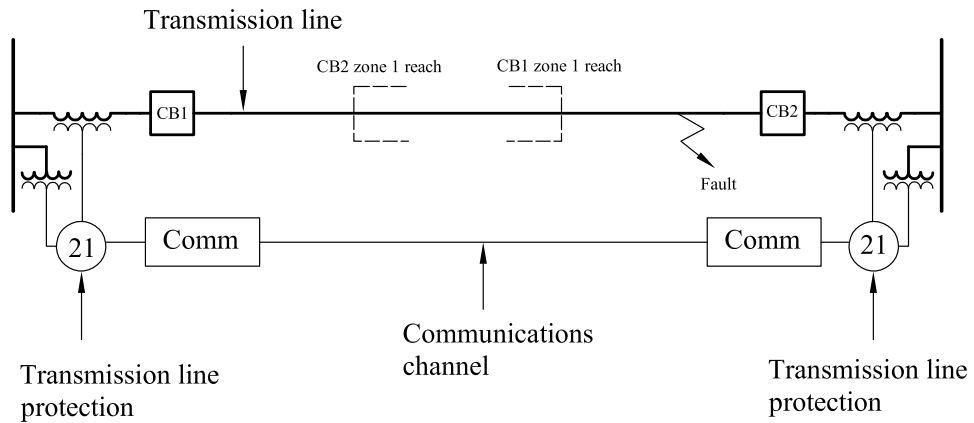 Transmission line
CB2 zone 1 reach
CB1 zone 1 reach
CB1
CB2
Fault
21
Comm
Comm
21
Communications
channel
Transmission line
protection
Transmission line
protection